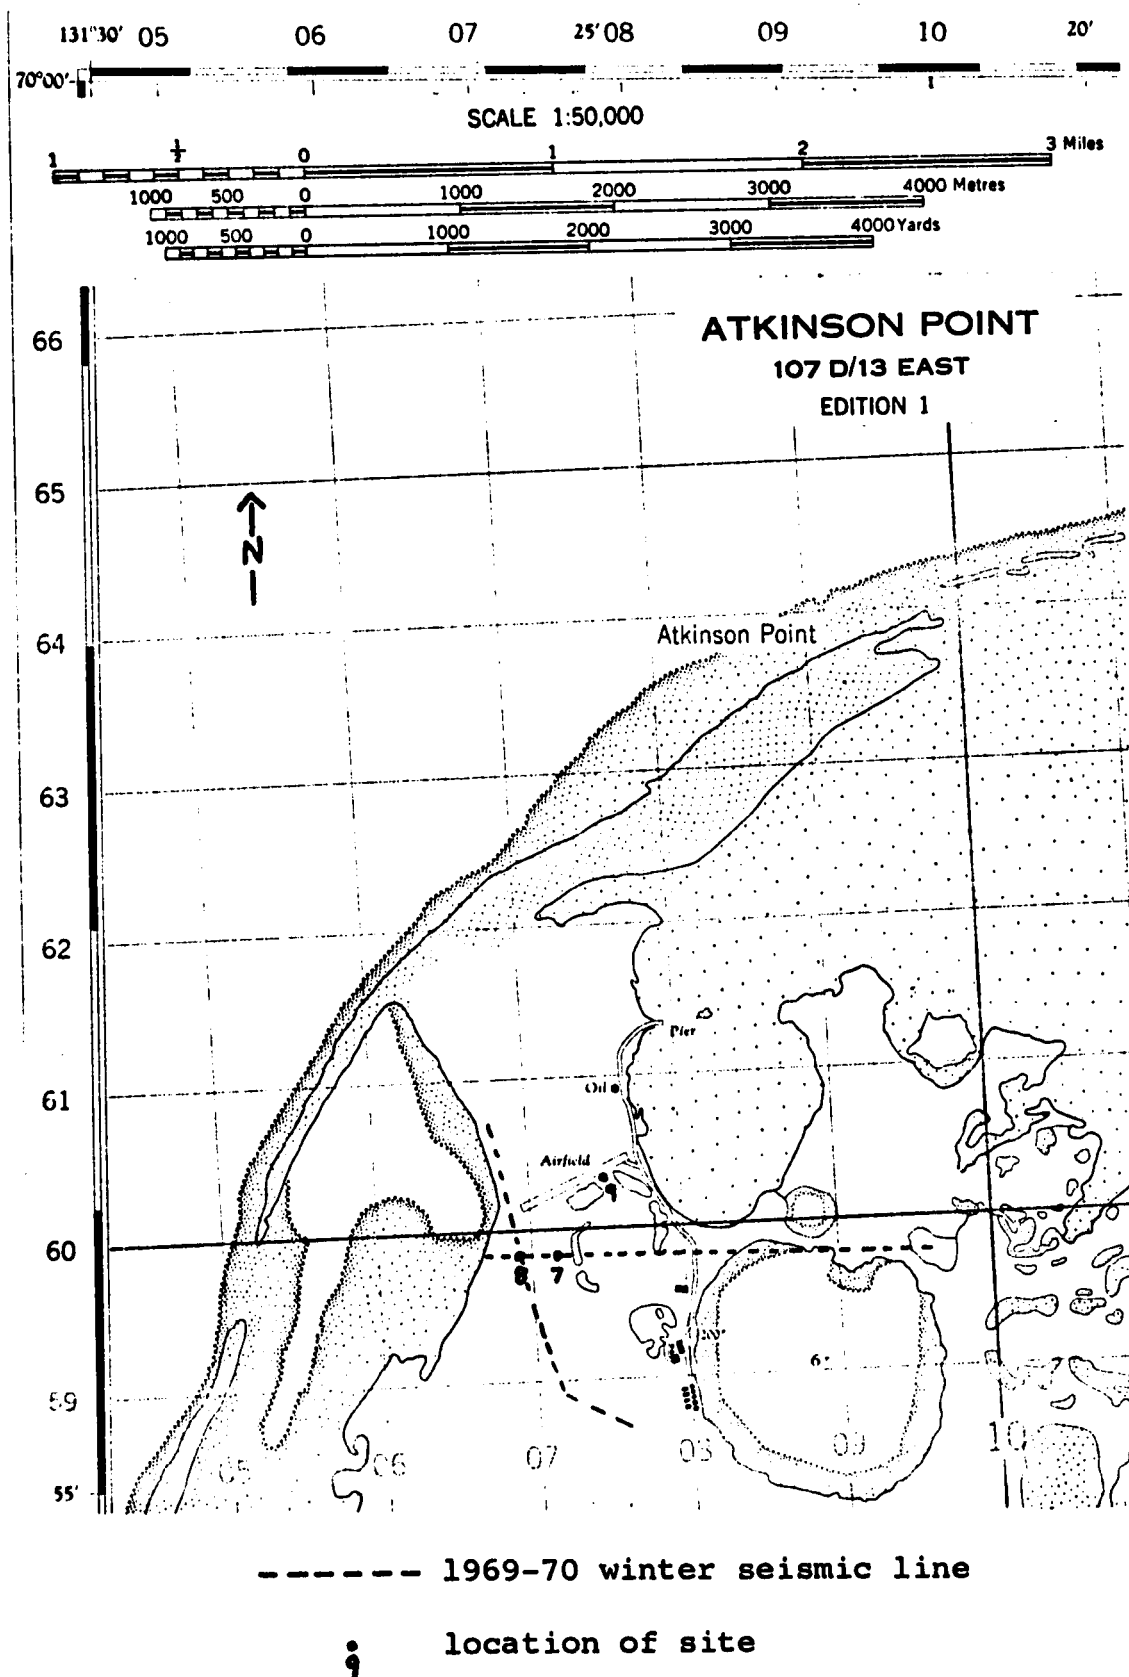 131°30' 05 06 07 25' 08 09 10 20'
70°00'
SCALE 1:50,000
1 ½ 0 1 2 3 Miles
1000 500 0 1000 2000 3000 4000 Metres
1000 500 0 1000 2000 3000 4000 Yards
ATKINSON POINT
107 D/13 EAST
EDITION 1
66
65
N
64
Atkinson Point
63
62
Pier
Oil
61
Airfield
9
60
8 7
6
59
05 06 07 08 09 10
55'
1969-70 winter seismic line
9 location of site